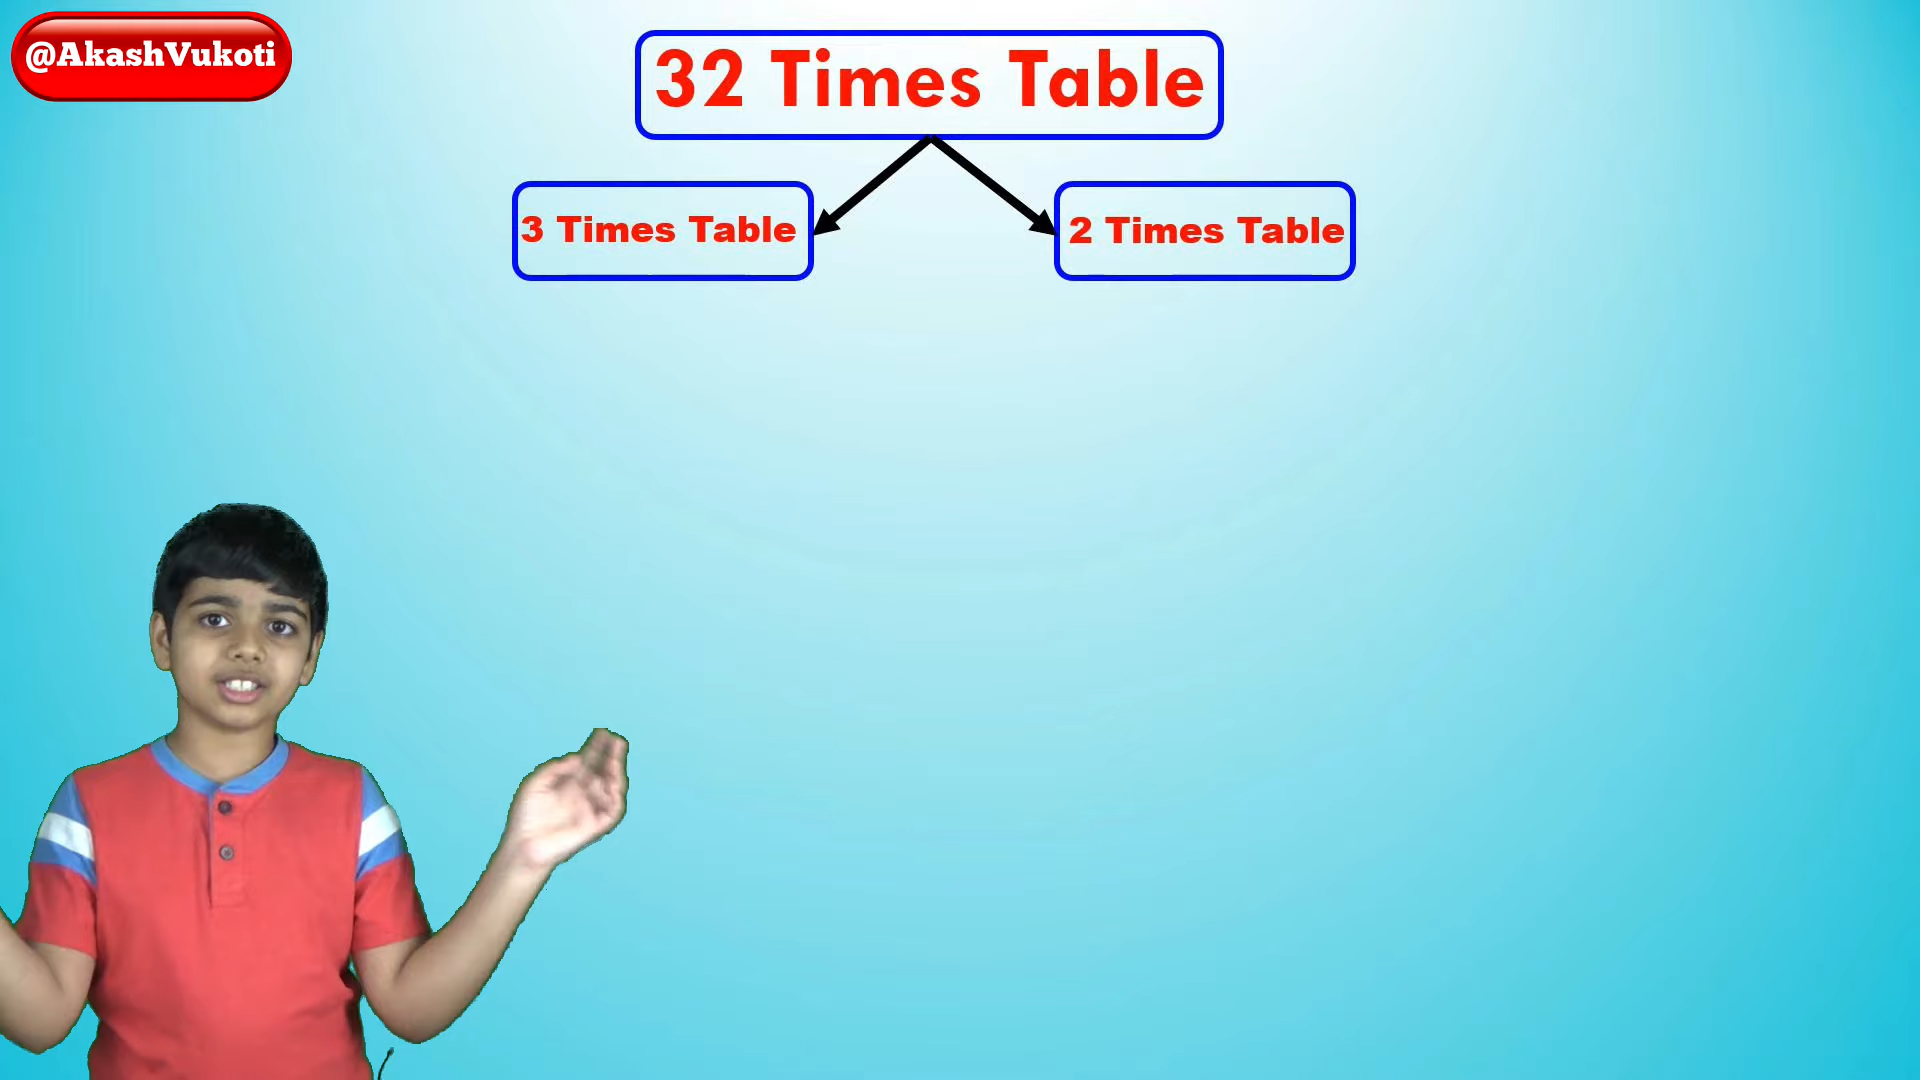 @AkashVukoti
32 Times Table
3 Times Table
2 Times Table